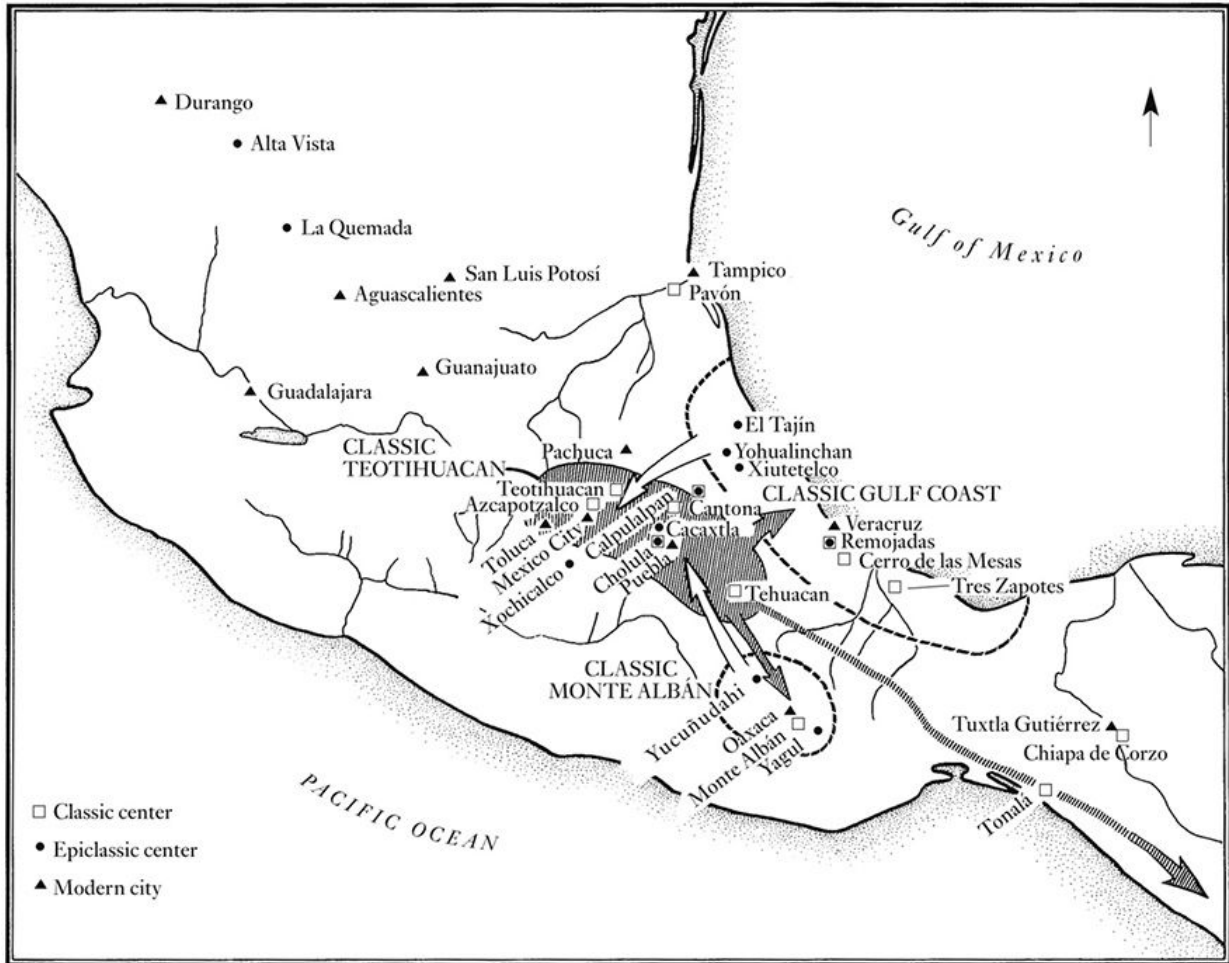 Durango
Alta Vista
La Quemada
San Luis Potosí
Aguascalientes
Gulf of Mexico
Tampico
Pavón
Guanajuato
Guadalajara
El Tajín
CLASSIC
TEOTIHUACAN
Pachuca
Yohualinchan
Xiutetelco
Teotihuacan
CLASSIC GULF COAST
Azcapotzalco
Cantona
Toluca
Mexico City
Calpulalpan
Cacaxtla
Veracruz
Remojadas
Xochicalco
Cholula
Puebla
Cerro de las Mesas
Tehuacan
Tres Zapotes
CLASSIC
MONTE ALBÁN
Yucuñudahi
Oaxaca
Monte Albán
Yagul
Tuxtla Gutiérrez
Chiapa de Corzo
Tonalá
PACIFIC OCEAN
Classic center
Epiclassic center
Modern city